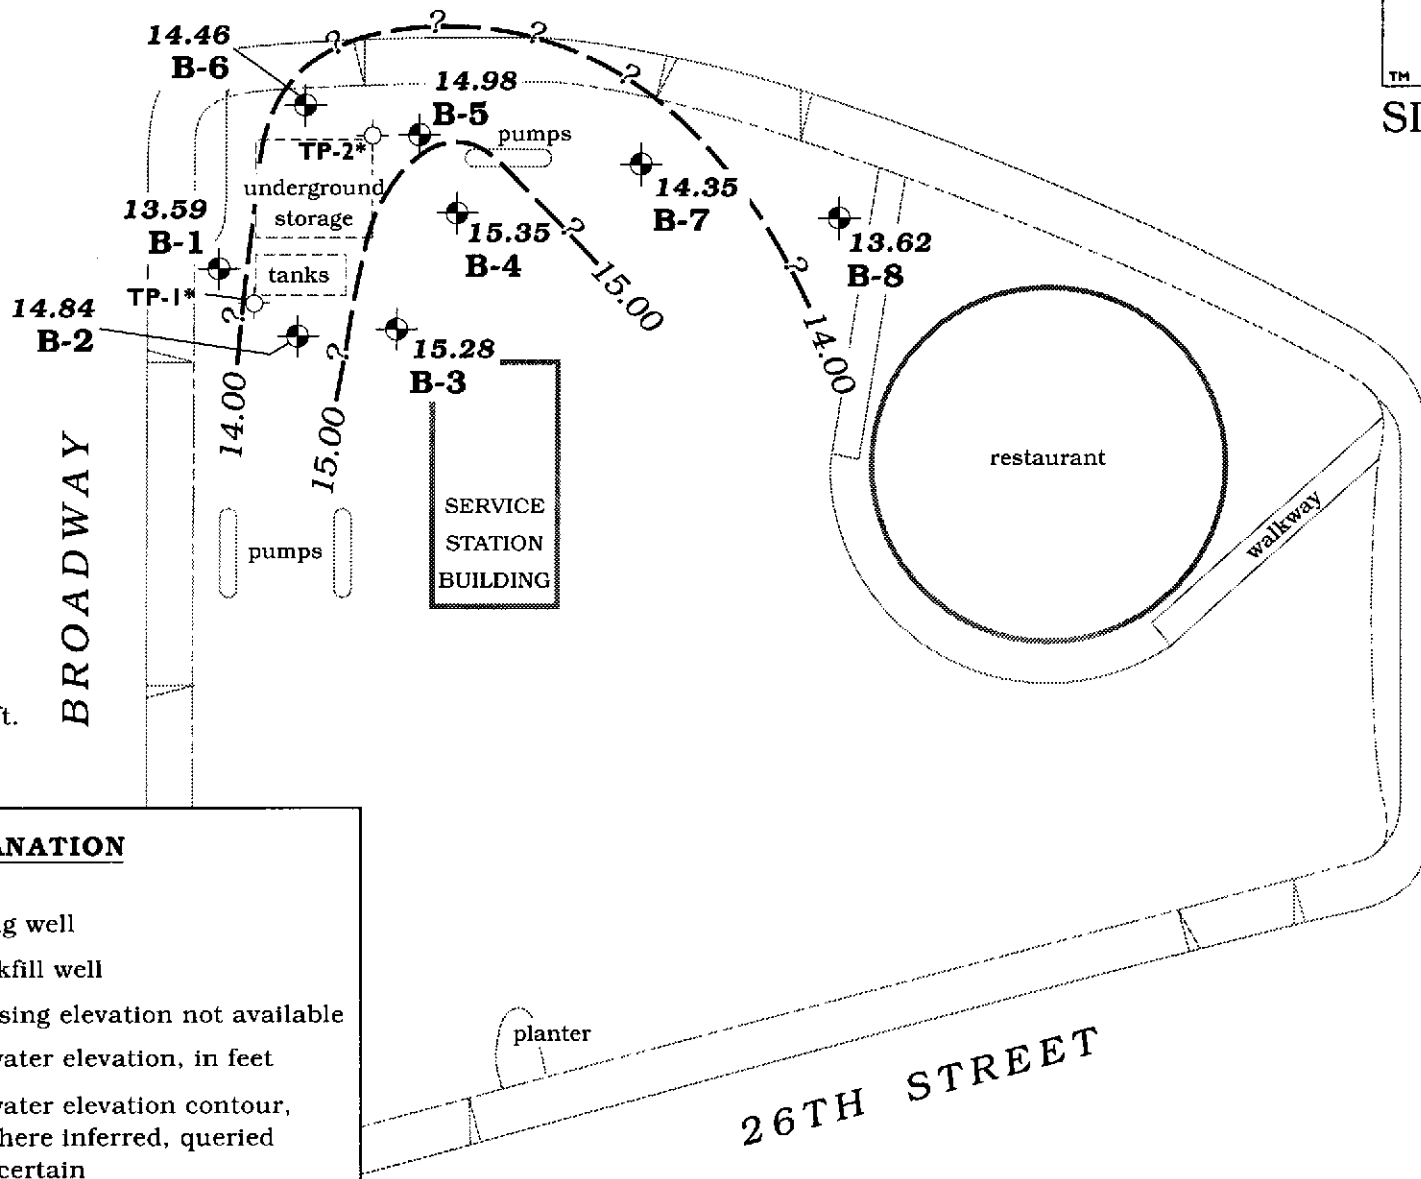 TM
SI
14.46
B-6
14.98
B-5
pumps
TP-2*
underground
storage
tanks
13.59
B-1
TP-1*
14.84
B-2
15.35
B-4
14.35
B-7
13.62
B-8
15.28
B-3
15.00
14.00
14.00
15.00
?
?
?
?
?
?
?
?
BROADWAY
pumps
SERVICE
STATION
BUILDING
restaurant
walkway
ft.
ANATION
g well
kfill well
sing elevation not available
water elevation, in feet
water elevation contour,
here inferred, queried
certain
planter
26TH STREET